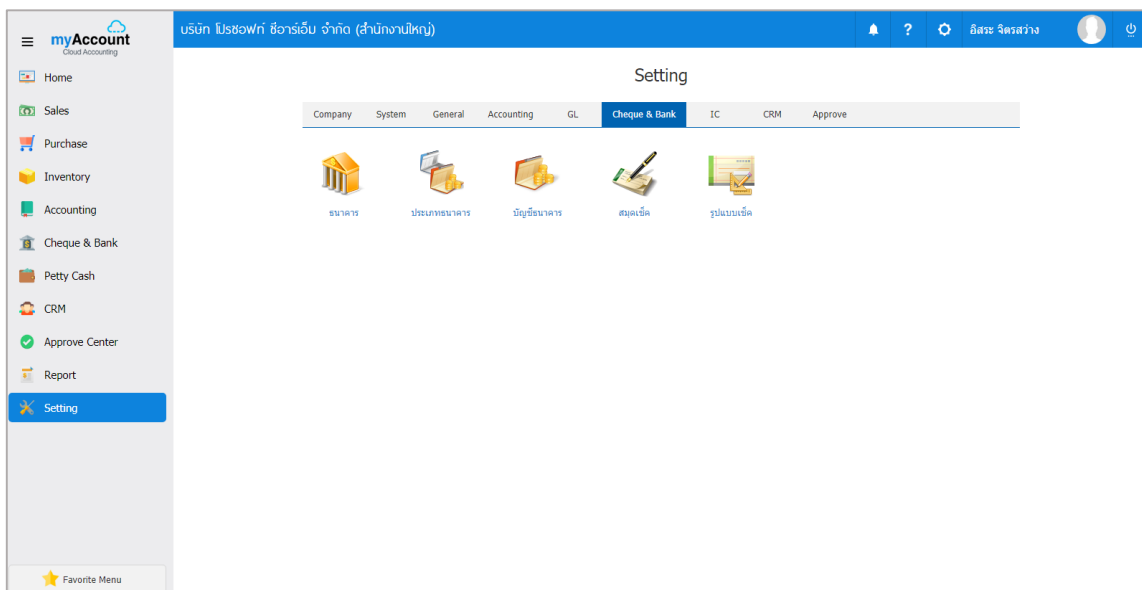 myAccount
Cloud Accounting
บริษัท โปรซอฟท์ ซีอาร์เอ็ม จำกัด (สำนักงานใหญ่)
?
อิสระ จิตรสว่าง
Home
Sales
Purchase
Inventory
Accounting
Cheque & Bank
Petty Cash
CRM
Approve Center
Report
Setting
Favorite Menu
Setting
Company System General Accounting GL Cheque & Bank IC CRM Approve
ธนาคาร ประเภทธนาคาร บัญชีธนาคาร สมุดเช็ค รูปแบบเช็ค